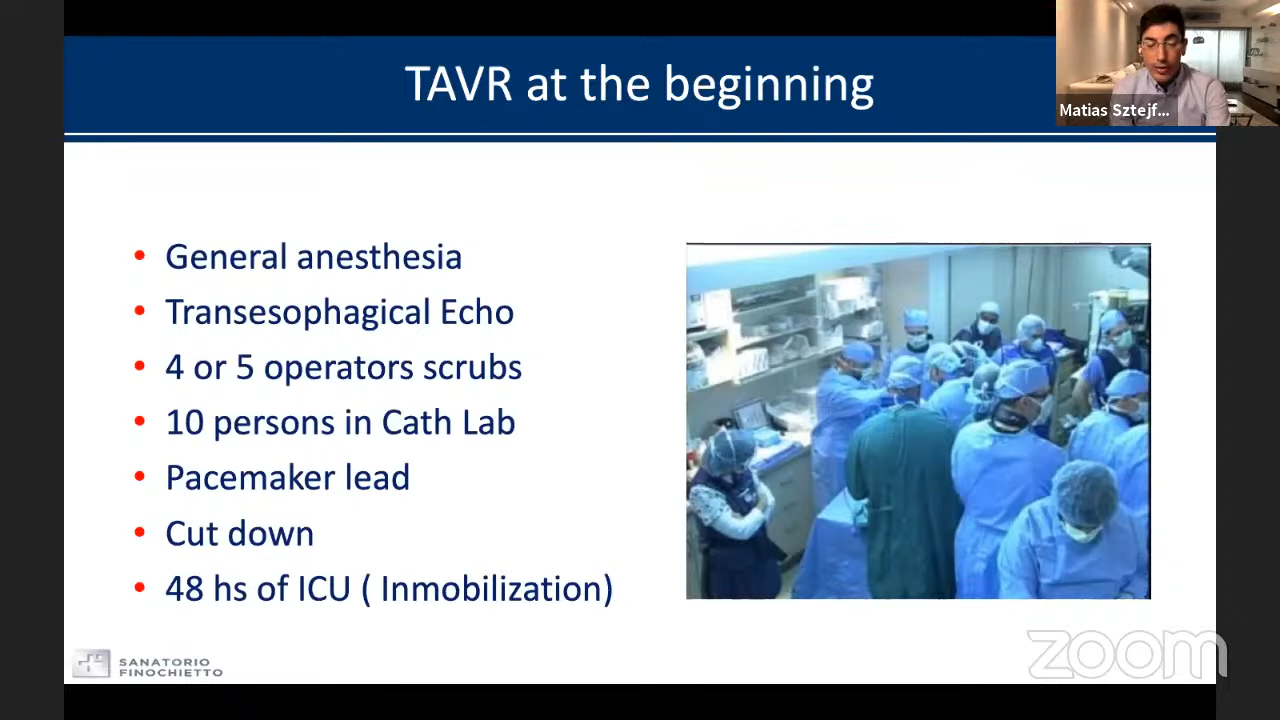 TAVR at the beginning
Matias Sztejf...
• General anesthesia
• Transesophagical Echo
• 4 or 5 operators scrubs
• 10 persons in Cath Lab
• Pacemaker lead
• Cut down
• 48 hs of ICU ( Inmobilization)
SANATORIO
FINOCHIETTO
zoom